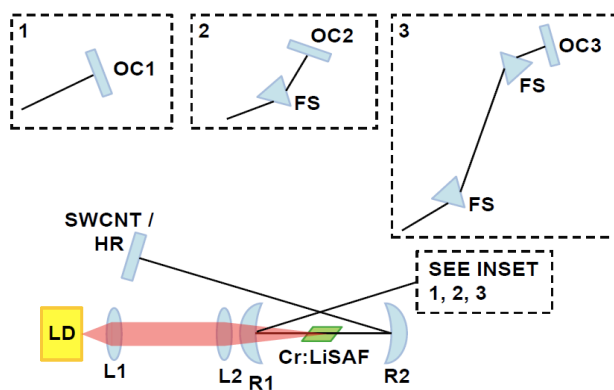 1
OC1
2
OC2
FS
3
OC3
FS
FS
SWCNT /
HR
SEE INSET
1, 2, 3
LD
L1
L2
R1
Cr:LiSAF
R2